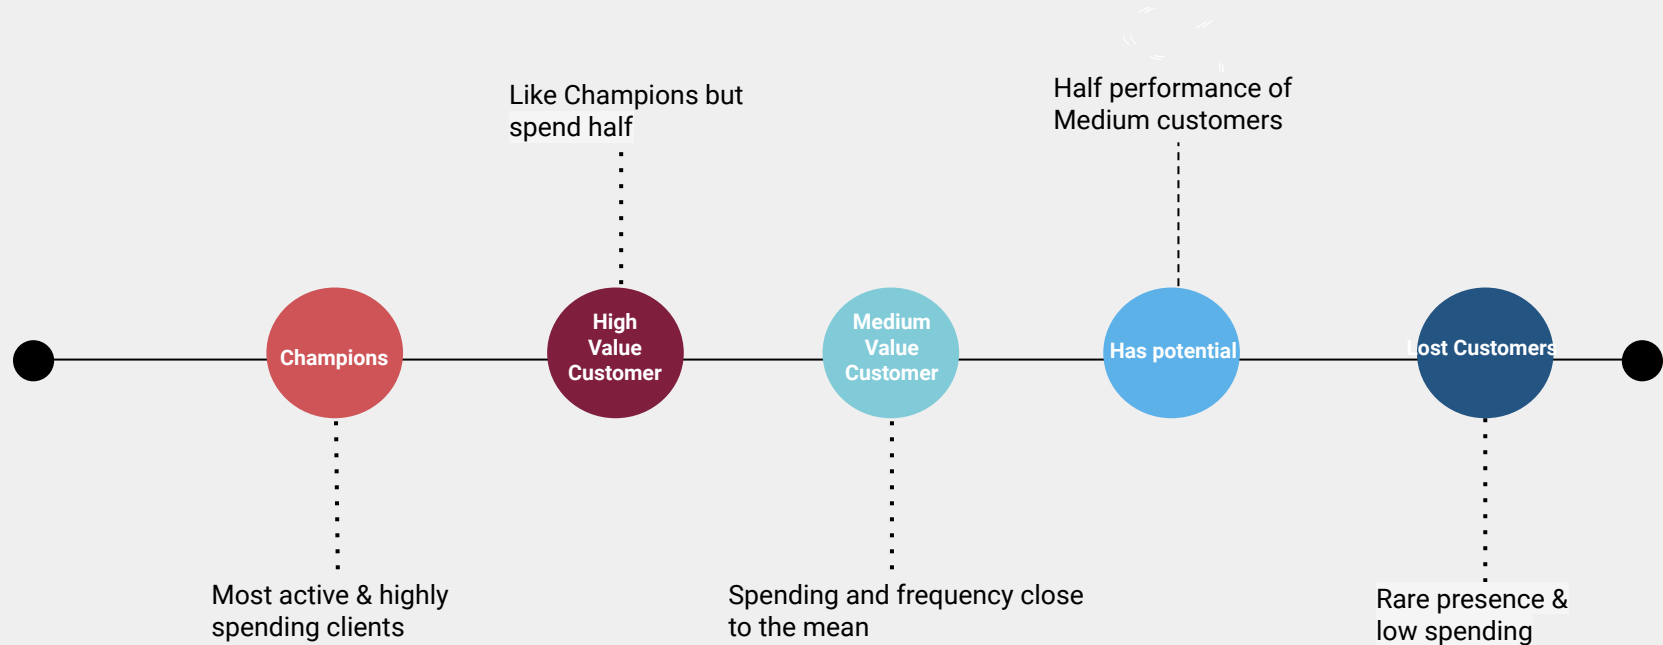 Like Champions but
spend half
Half performance of
Medium customers
Champions
High
Value
Customer
Medium
Value
Customer
Has potential
Lost Customers
Most active & highly
spending clients
Spending and frequency close
to the mean
Rare presence &
low spending